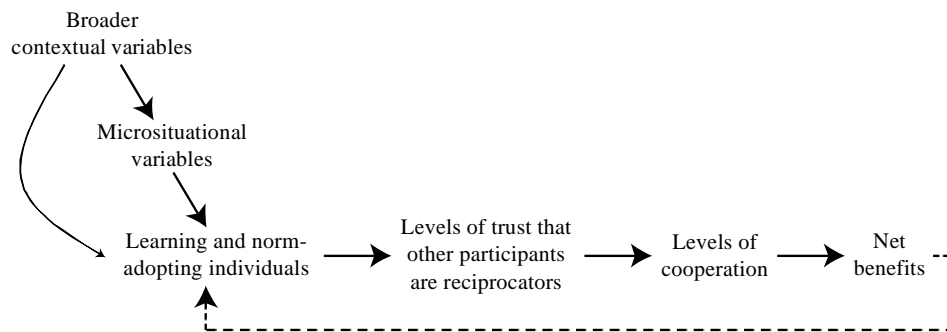 Broader
contextual variables
Microsituational
variables
Learning and norm-
adopting individuals
Levels of trust that
other participants
are reciprocators
Levels of
cooperation
Net
benefits